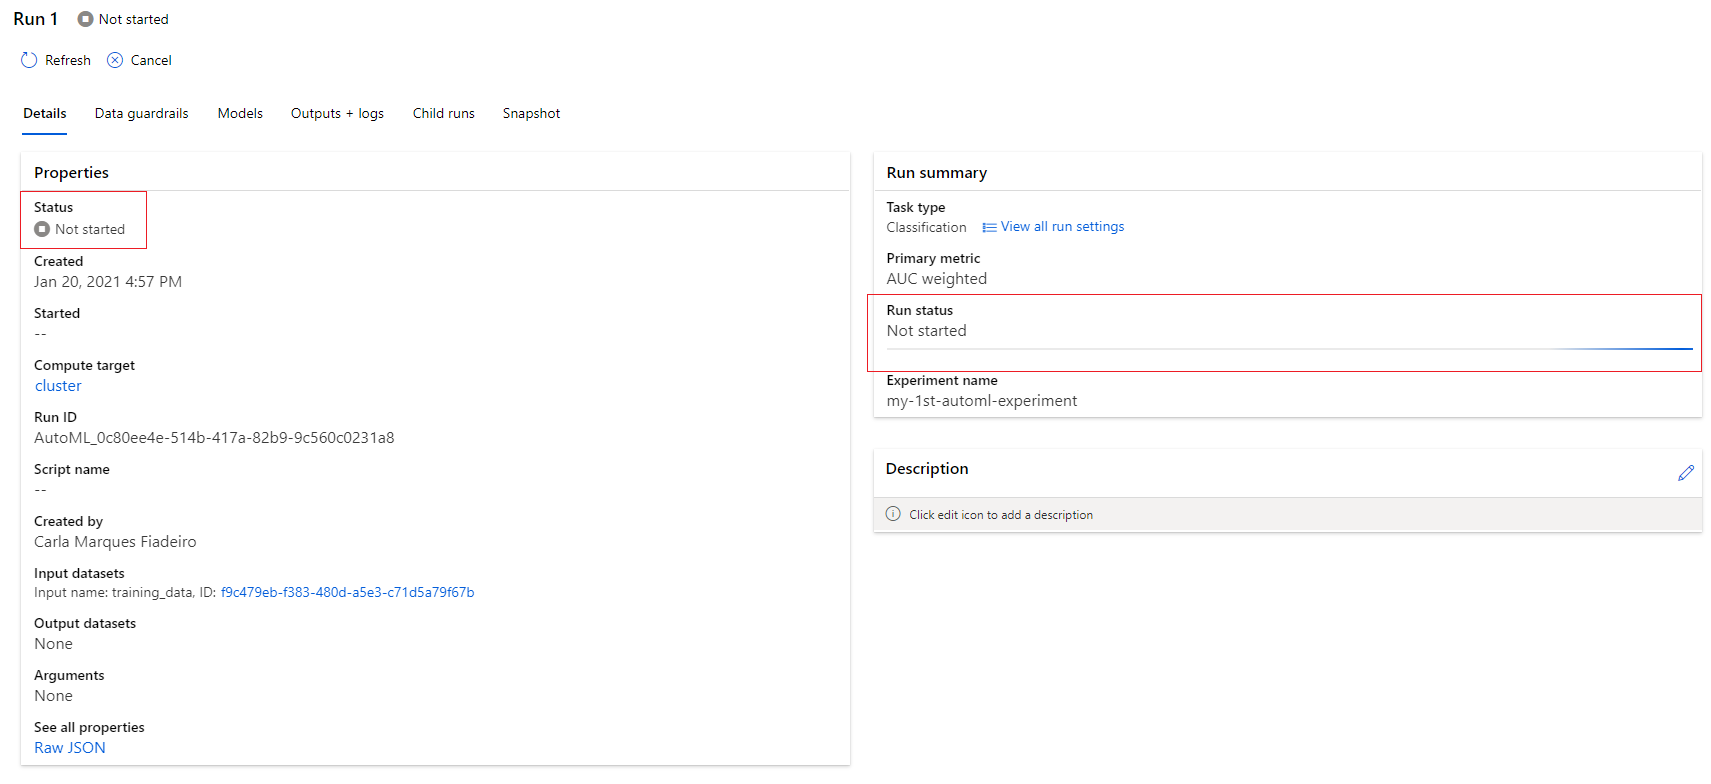 Run 1 Not started
Refresh Cancel
Details Data guardrails Models Outputs + logs Child runs Snapshot
Properties
Status
Not started
Created
Jan 20, 2021 4:57 PM
Started
--
Compute target
cluster
Run ID
AutoML_0c80ee4e-514b-417a-82b9-9c560c0231a8
Script name
--
Created by
Carla Marques Fiadeiro
Input datasets
Input name: training_data, ID: f9c479eb-f383-480d-a5e3-c71d5a79f67b
Output datasets
None
Arguments
None
See all properties
Raw JSON
Run summary
Task type
Classification View all run settings
Primary metric
AUC weighted
Run status
Not started
Experiment name
my-1st-automl-experiment
Description
Click edit icon to add a description